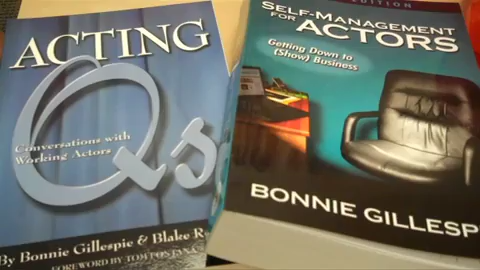 ACTING
Qs
Conversations with
Working Actors
By Bonnie Gillespie & Blake R
FOREWORD BY TOM
EDITION
SELF-MANAGEMENT
FOR ACTORS
Getting Down to
(Show) Business
BONNIE GILLESP